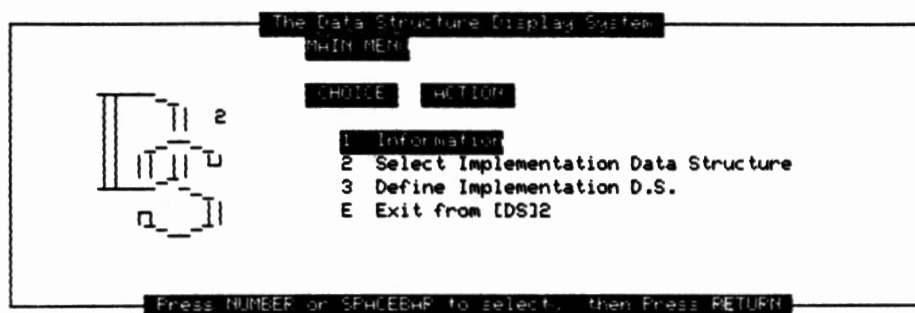 The Data Structure Display System
MAIN MENU
CHOICE ACTION
2
1 Information
2 Select Implementation Data Structure
3 Define Implementation D.S.
E Exit from [DS]2
Press NUMBER or SPACEBAR to select, then Press RETURN